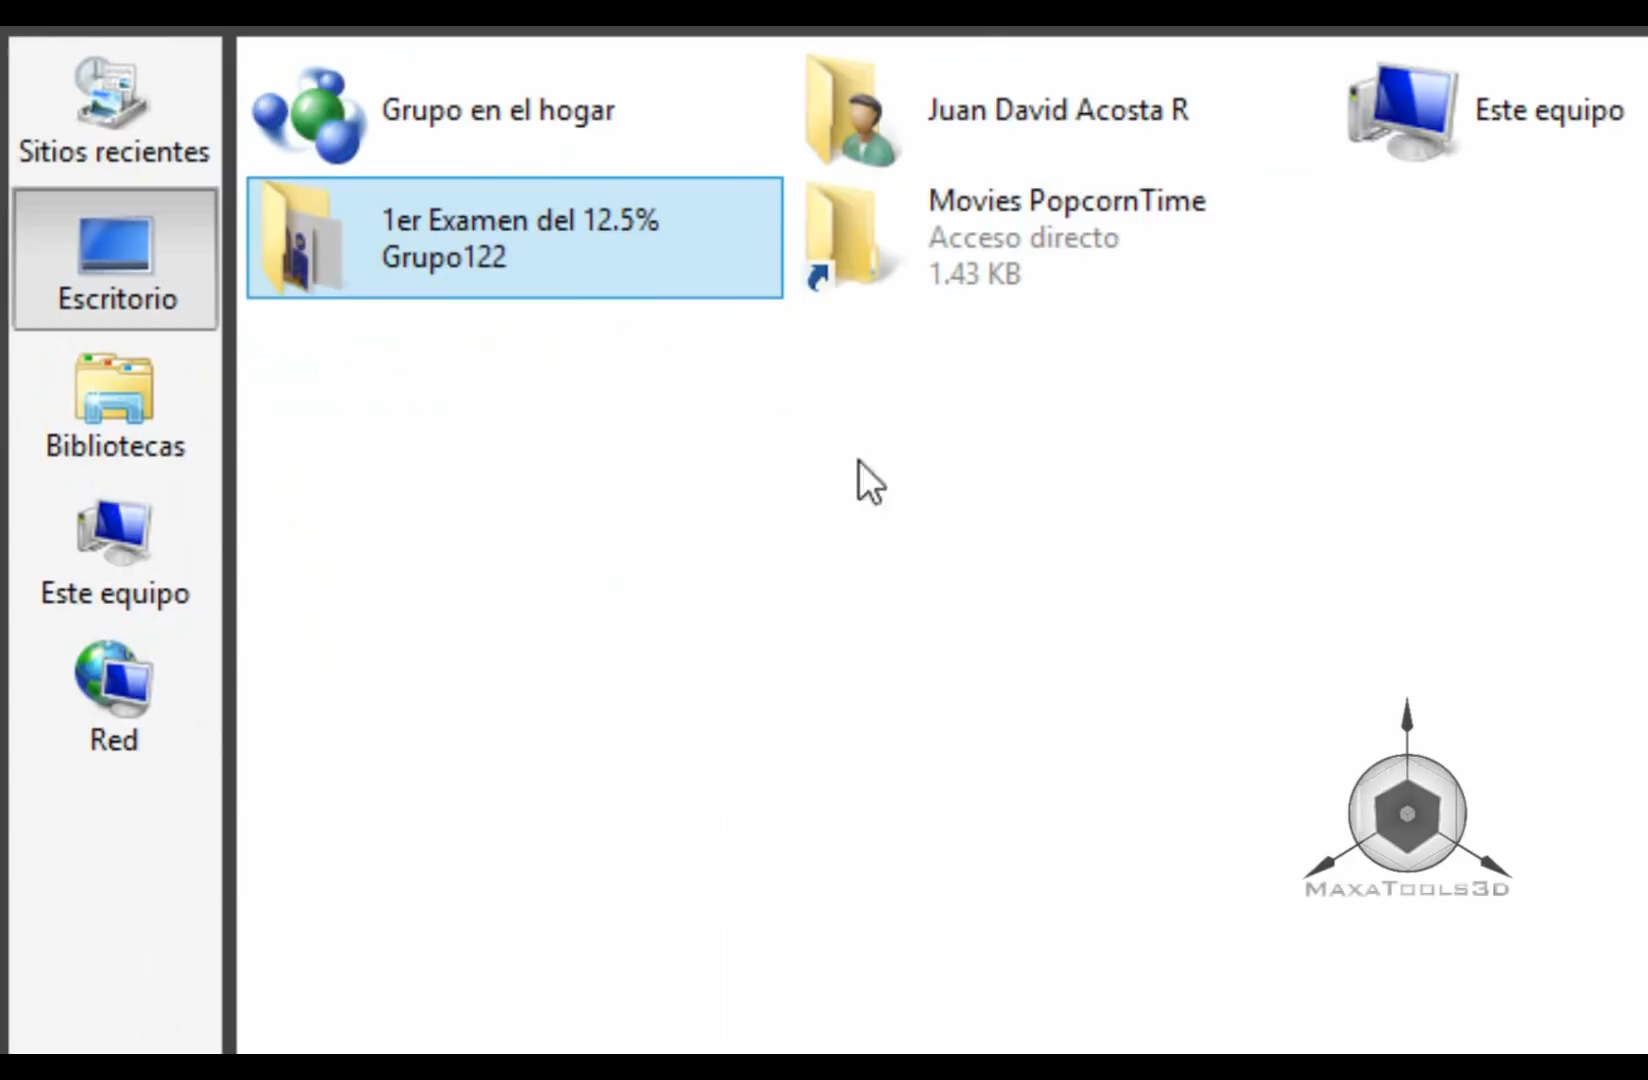 Sitios recientes
Escritorio
Bibliotecas
Este equipo
Red
Grupo en el hogar
Juan David Acosta R
Este equipo
1er Examen del 12.5%
Grupo122
Movies PopcornTime
Acceso directo
1.43 KB
MAXATOOLS3D